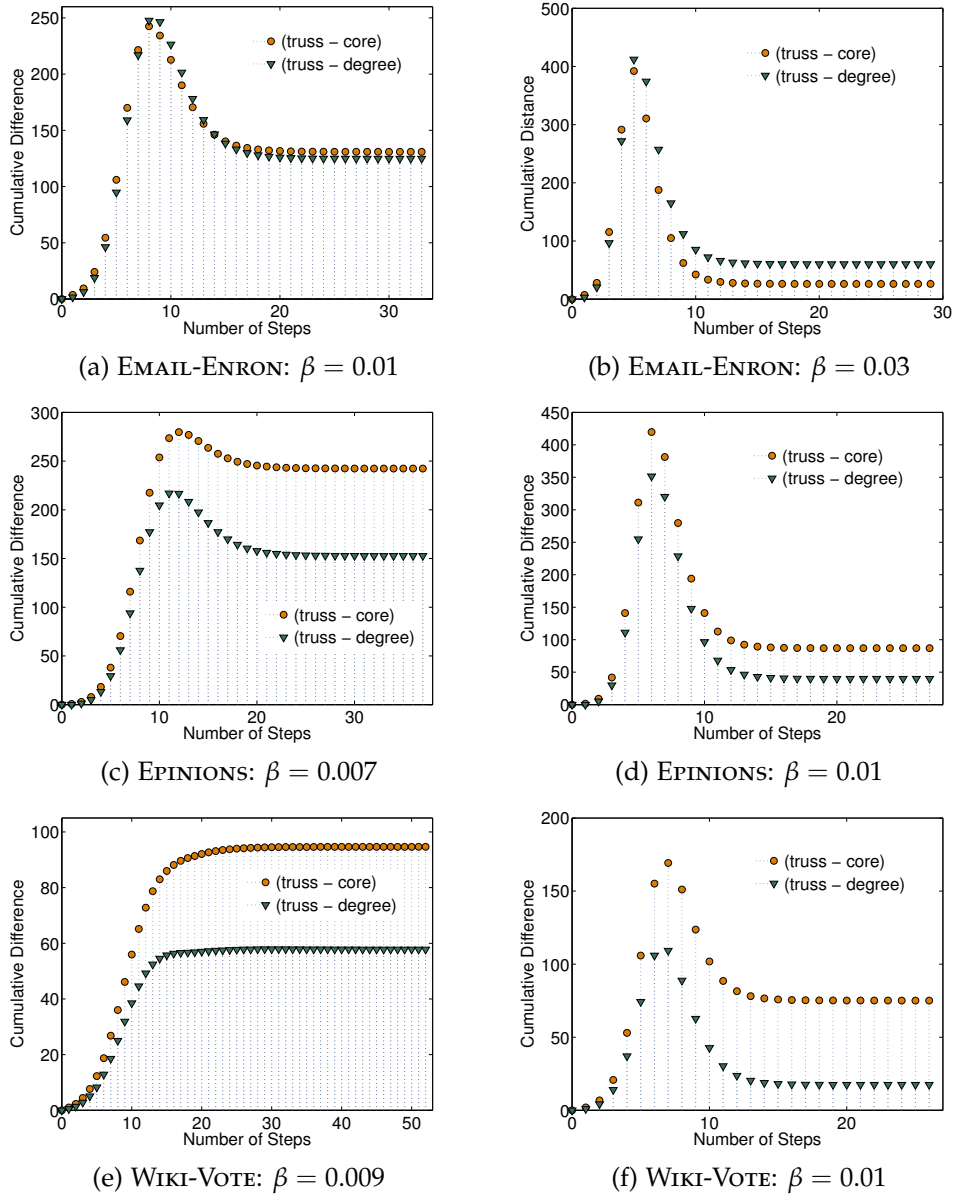 250
200
150
100
50
0
0 10 20 30
Cumulative Difference
Number of Steps
(truss − core)
(truss − degree)
(a) EMAIL-ENRON: β = 0.01
500
400
300
200
100
0
0 10 20 30
Cumulative Distance
Number of Steps
(truss − core)
(truss − degree)
(b) EMAIL-ENRON: β = 0.03
300
250
200
150
100
50
0
0 10 20 30
Cumulative Difference
Number of Steps
(truss − core)
(truss − degree)
(c) EPINIONS: β = 0.007
450
400
350
300
250
200
150
100
50
0
0 10 20
Cumulative Difference
Number of Steps
(truss − core)
(truss − degree)
(d) EPINIONS: β = 0.01
100
80
60
40
20
0
0 10 20 30 40 50
Cumulative Difference
Number of Steps
(truss − core)
(truss − degree)
(e) WIKI-VOTE: β = 0.009
200
150
100
50
0
0 10 20
Cumulative Difference
Number of Steps
(truss − core)
(truss − degree)
(f) WIKI-VOTE: β = 0.01